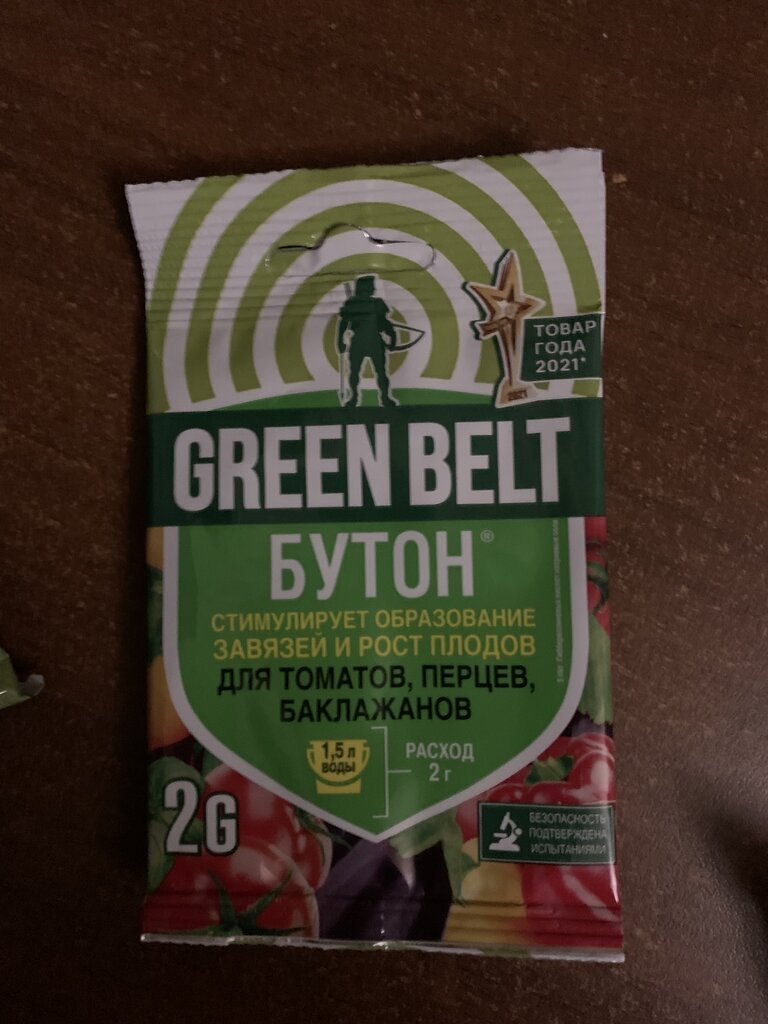 ТОВАР
ГОДА
2021*
2021
GREEN BELT
БУТОН®
СТИМУЛИРУЕТ ОБРАЗОВАНИЕ
ЗАВЯЗЕЙ И РОСТ ПЛОДОВ
ДЛЯ ТОМАТОВ, ПЕРЦЕВ,
БАКЛАЖАНОВ
1,5 л
ВОДЫ
РАСХОД
2 г
2G
БЕЗОПАСНОСТЬ
ПОДТВЕРЖДЕНА
ИСПЫТАНИЯМИ